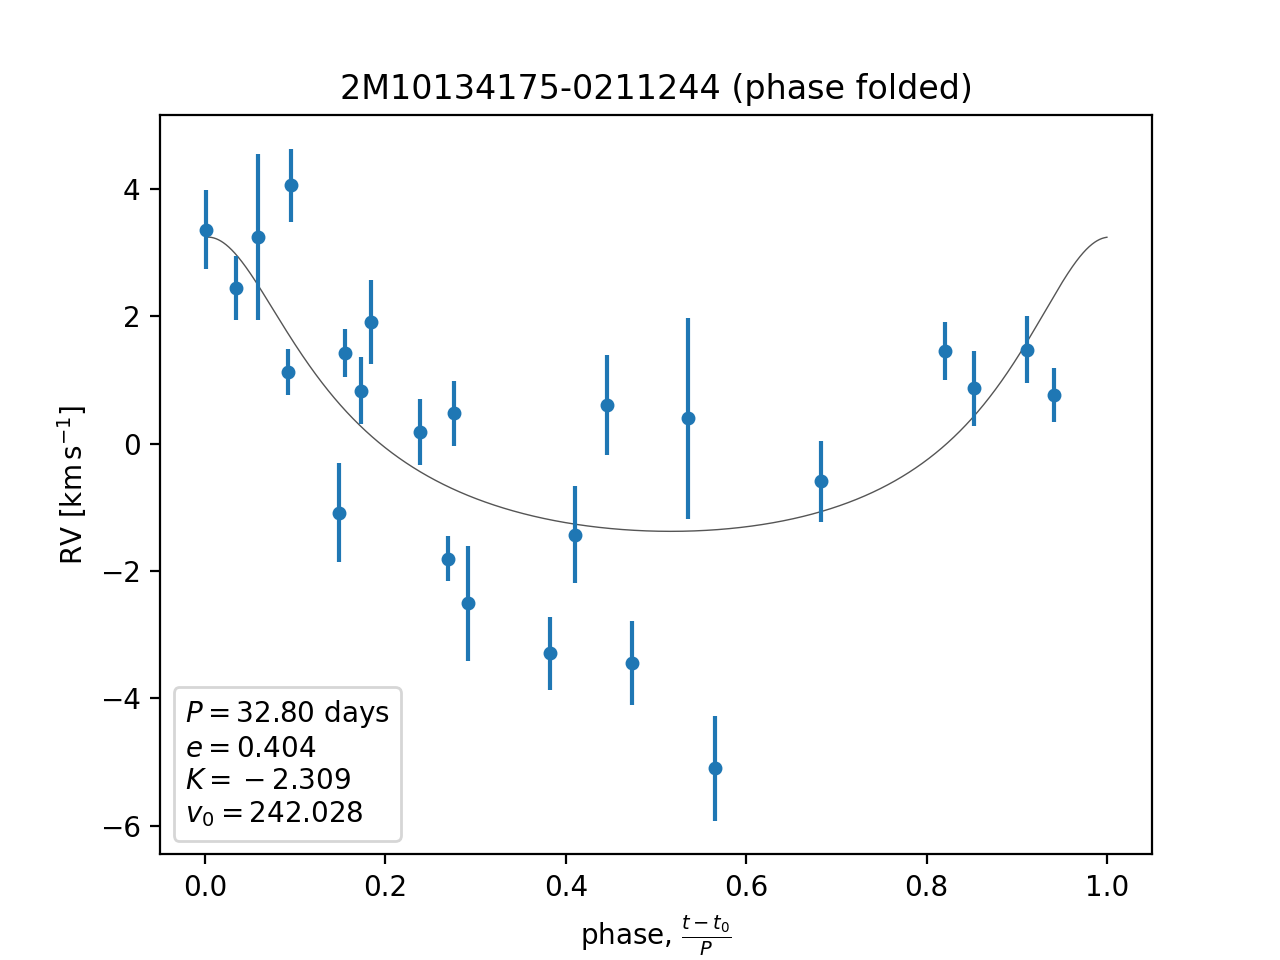 2M10134175-0211244 (phase folded)
4
2
0
−2
−4
−6
RV [km s⁻¹]
P = 32.80 days
e = 0.404
K = −2.309
v₀ = 242.028
0.0 0.2 0.4 0.6 0.8 1.0
phase, (t − t₀)/P